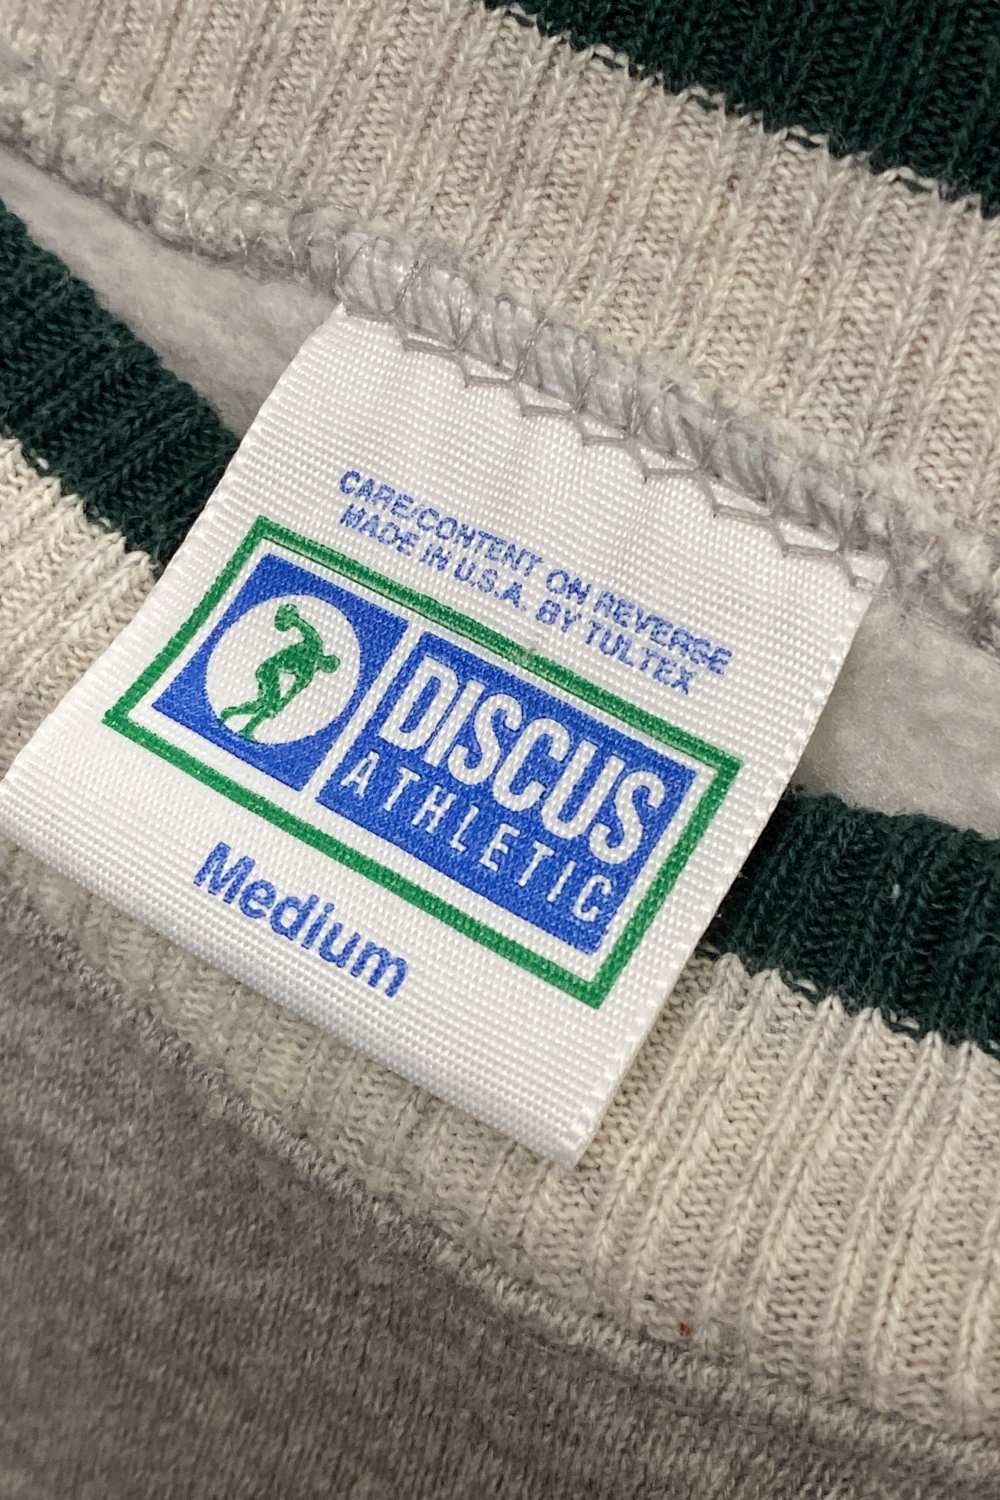 CARE/CONTENT ON REVERSE
MADE IN U.S.A. BY TULTEX
DISCUS
ATHLETIC
Medium